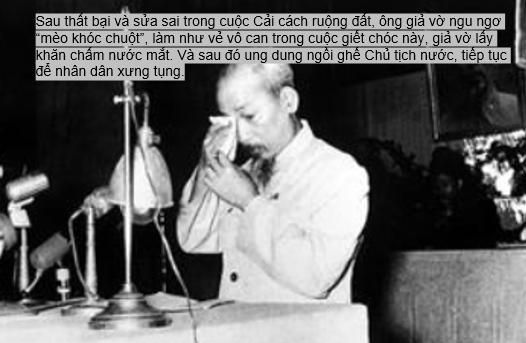 Sau thất bại và sửa sai trong cuộc Cải cách ruộng đất, ông giả vờ ngu ngơ
“mèo khóc chuột”, làm như vẻ vô can trong cuộc giết chóc này, giả vờ lấy
khăn chấm nước mắt. Và sau đó ung dung ngồi ghế Chủ tịch nước, tiếp tục
để nhân dân xưng tụng.